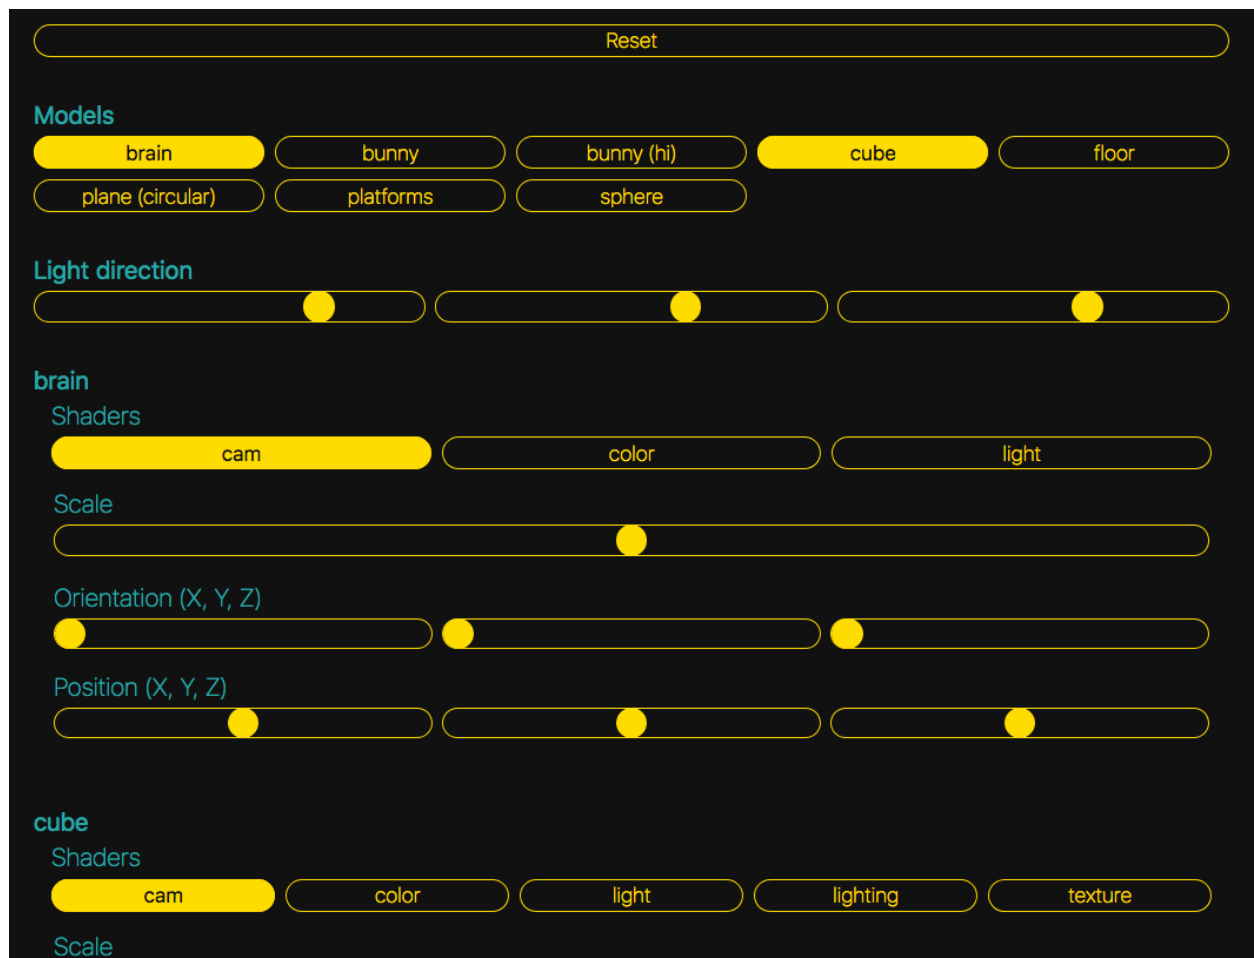 Reset
Models
brain bunny bunny (hi) cube floor
plane (circular) platforms sphere
Light direction
brain
Shaders
cam color light
Scale
Orientation (X, Y, Z)
Position (X, Y, Z)
cube
Shaders
cam color light lighting texture
Scale